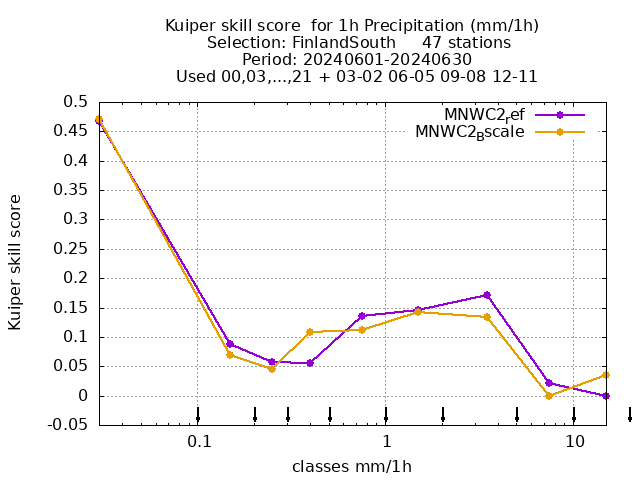 Kuiper skill score  for 1h Precipitation (mm/1h)
Selection: FinlandSouth     47 stations
Period: 20240601-20240630
Used 00,03,...,21 + 03-02 06-05 09-08 12-11
MNWC2ref
MNWC2Bscale
Kuiper skill score
0.5
0.45
0.4
0.35
0.3
0.25
0.2
0.15
0.1
0.05
0
-0.05
0.1
1
10
classes mm/1h